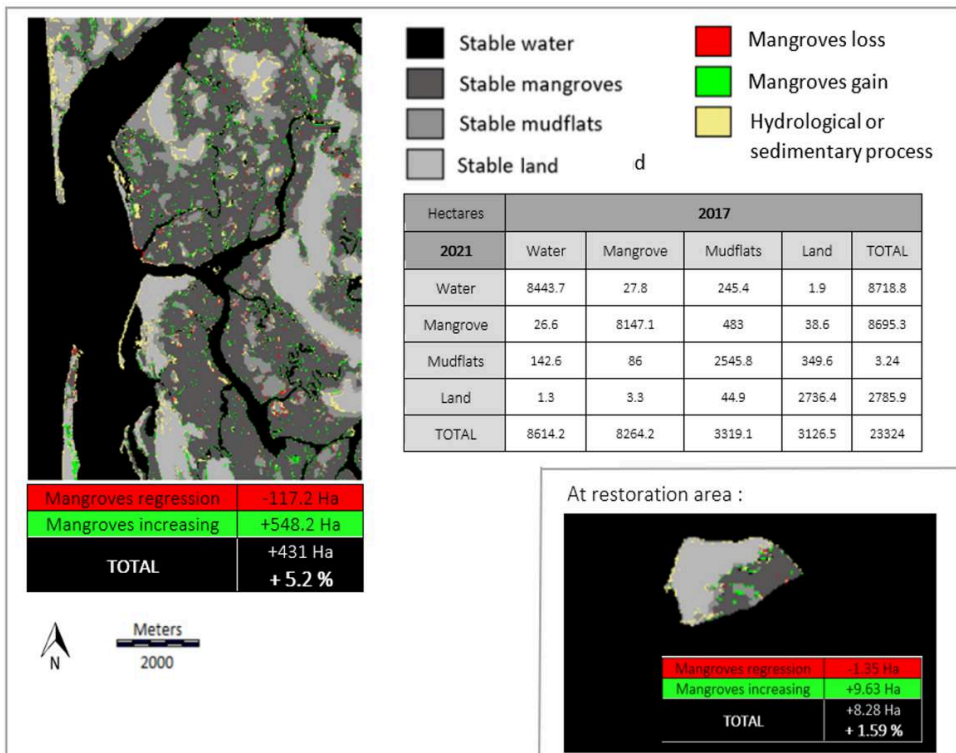 Stable water
Stable mangroves
Stable mudflats
Stable land
d
Mangroves loss
Mangroves gain
Hydrological or
sedimentary process
Hectares 2017
2021 Water Mangrove Mudflats Land TOTAL
Water 8443.7 27.8 245.4 1.9 8718.8
Mangrove 26.6 8147.1 483 38.6 8695.3
Mudflats 142.6 86 2545.8 349.6 3.24
Land 1.3 3.3 44.9 2736.4 2785.9
TOTAL 8614.2 8264.2 3319.1 3126.5 23324
Mangroves regression -117.2 Ha
Mangroves increasing +548.2 Ha
TOTAL +431 Ha
+ 5.2 %
N
Meters
2000
At restoration area :
Mangroves regression -1.35 Ha
Mangroves increasing +9.63 Ha
TOTAL +8.28 Ha
+ 1.59 %